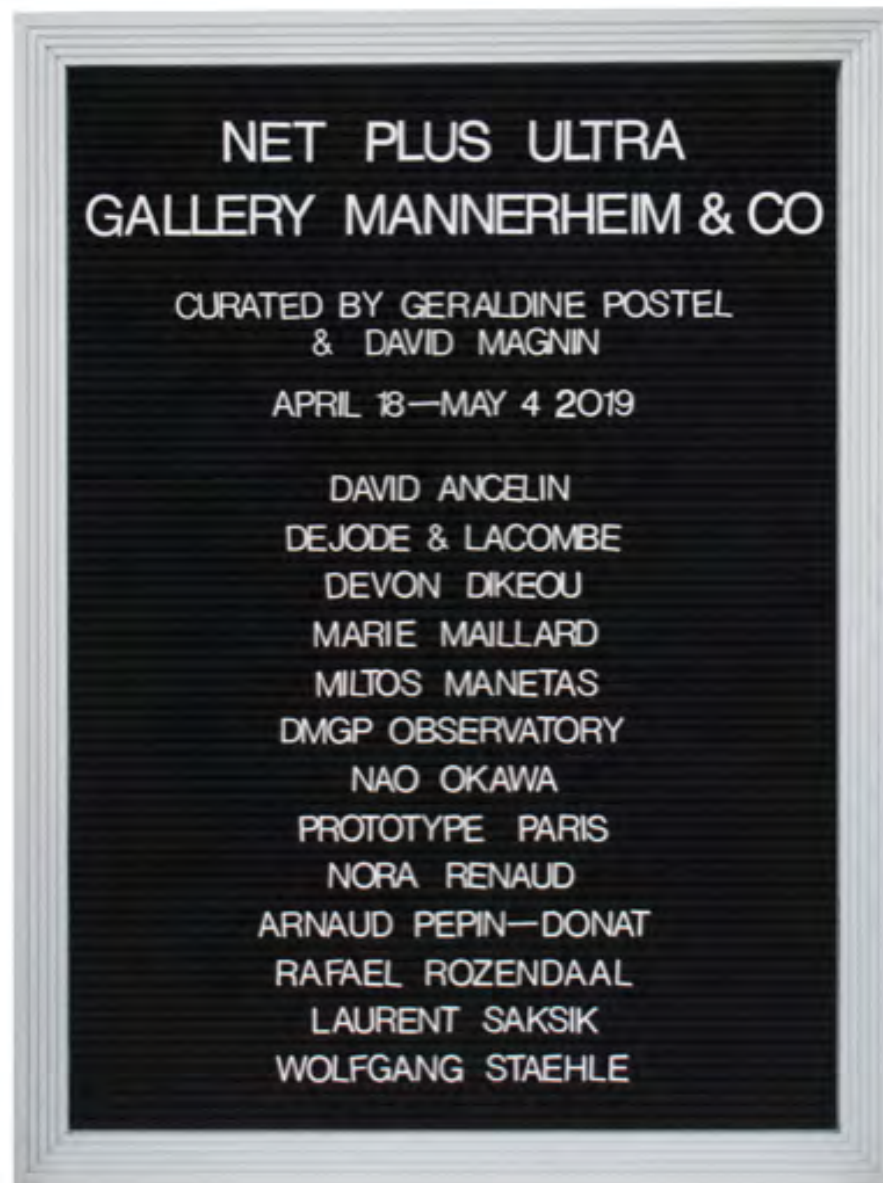 NET PLUS ULTRA
GALLERY MANNERHEIM & CO
CURATED BY GERALDINE POSTEL
& DAVID MAGNIN
APRIL 18—MAY 4 2019
DAVID ANCELIN
DEJODE & LACOMBE
DEVON DIKEOU
MARIE MAILLARD
MILTOS MANETAS
DMGP OBSERVATORY
NAO OKAWA
PROTOTYPE PARIS
NORA RENAUD
ARNAUD PEPIN—DONAT
RAFAEL ROZENDAAL
LAURENT SAKSIK
WOLFGANG STAEHLE